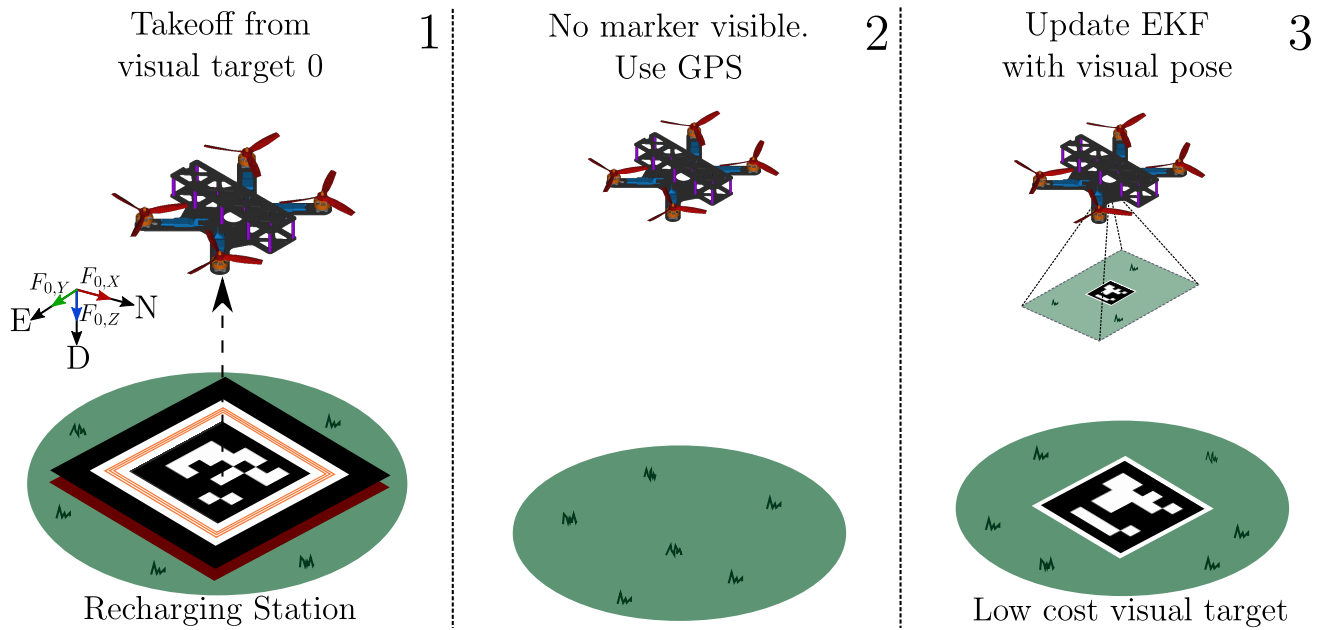 Takeoff from
visual target 0
1
F0,Y
F0,X
F0,Z
E
N
D
Recharging Station
No marker visible.
Use GPS
2
Update EKF
with visual pose
3
Low cost visual target